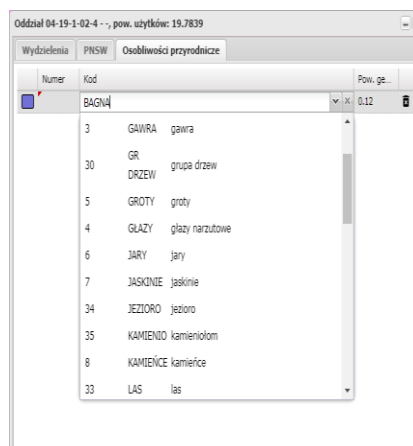 Oddział 04-19-1-02-4 - -, pow. użytków: 19.7839
Wydzielenia PNSW Osobliwości przyrodnicze
Numer Kod Pow. ge...
BAGNA 0.12
3 GAWRA gawra
30 GR DRZEW grupa drzew
5 GROTY groty
4 GŁAZY głazy narzutowe
6 JARY jary
7 JASKINIE jaskinie
34 JEZIORO jezioro
35 KAMIENIO kamieniołom
8 KAMIEŃCE kamieńce
33 LAS las